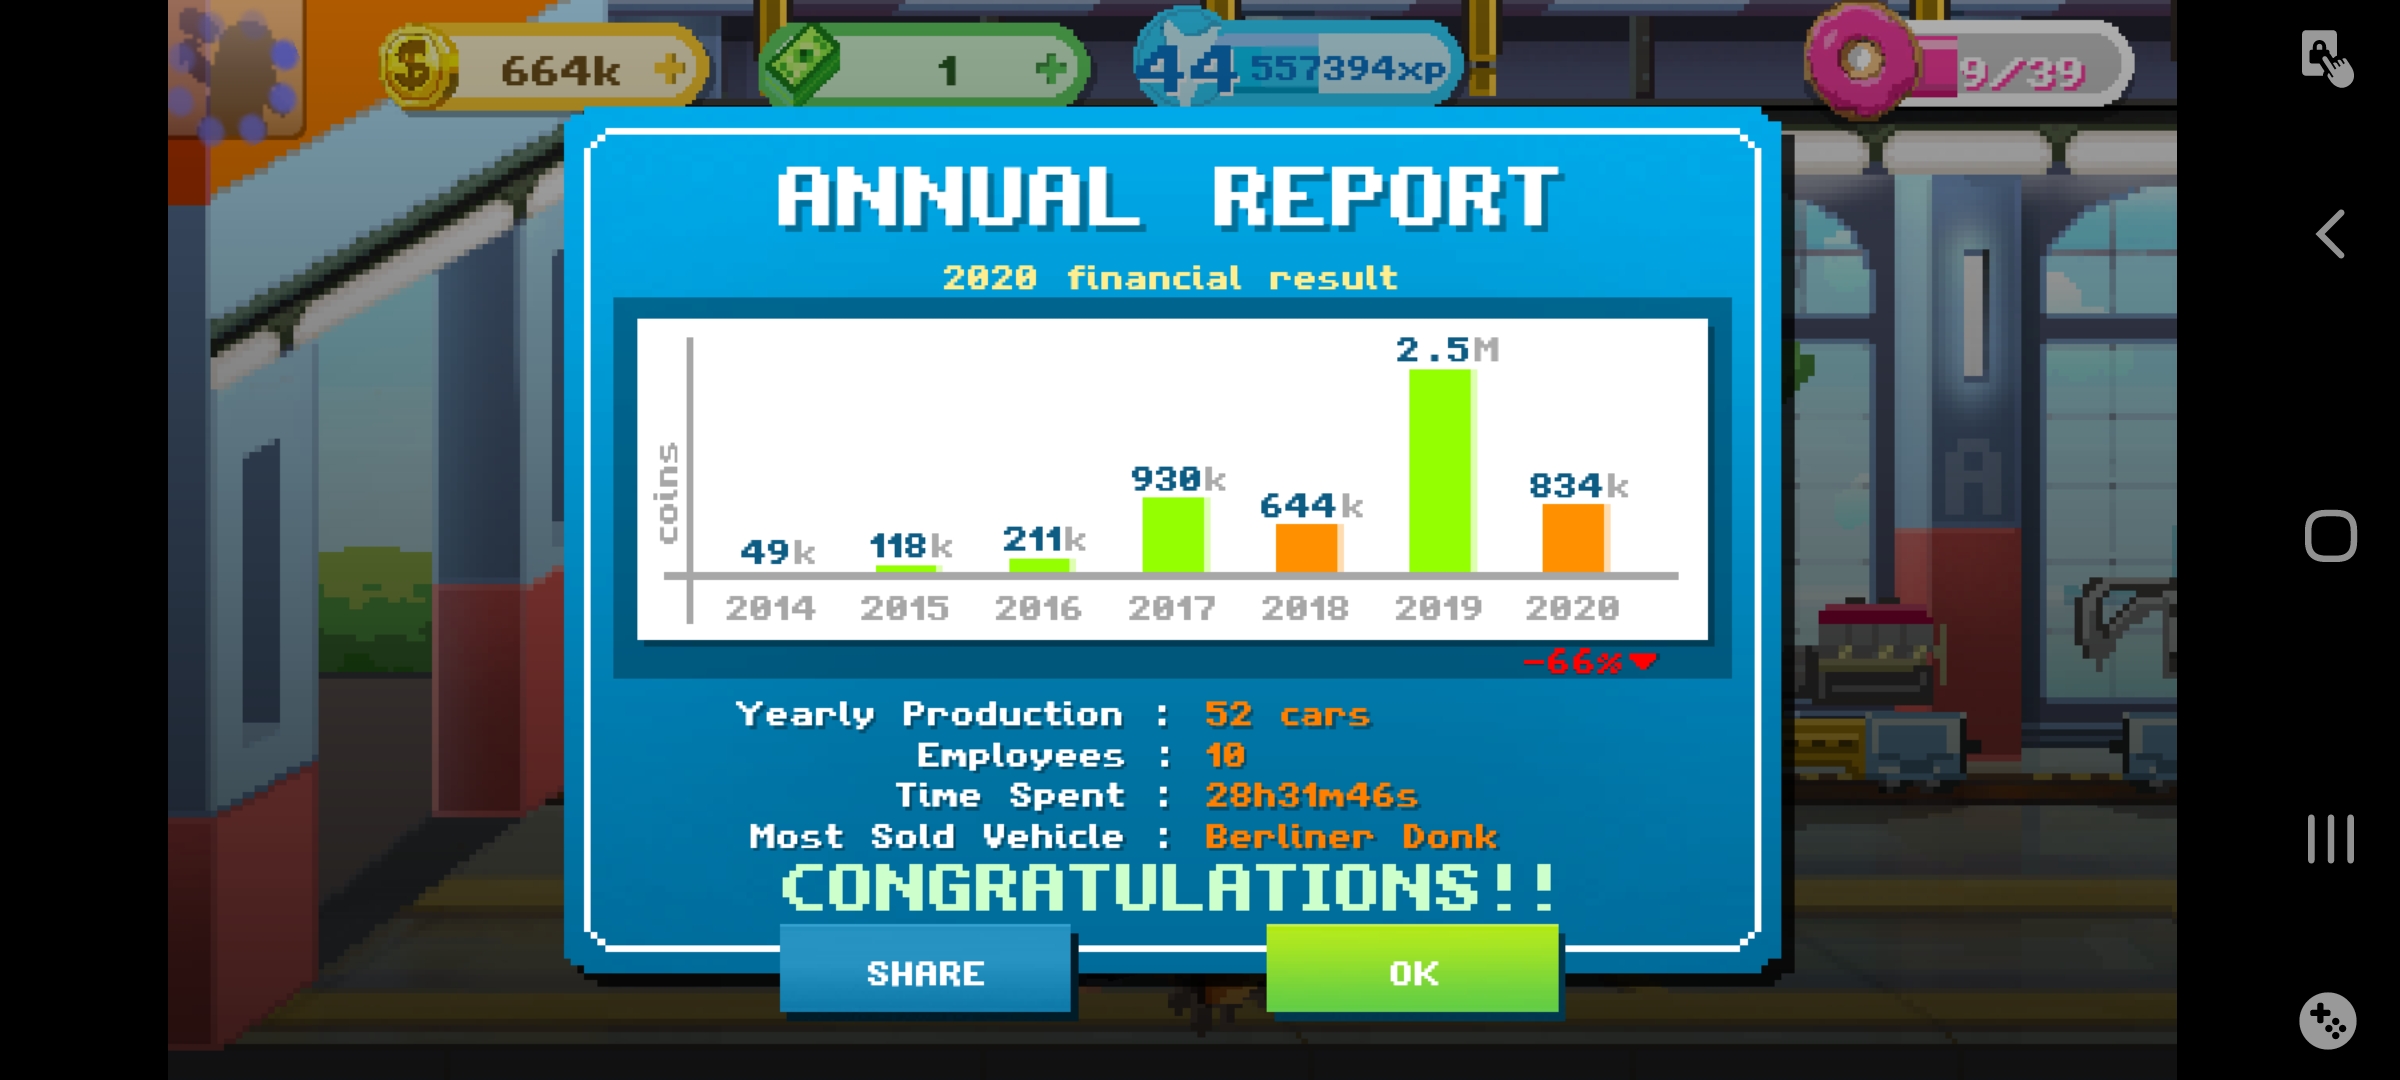 664k + 1 + 44 557394xp 9/39
ANNUAL REPORT
2020 financial result
coins
2.5M
930k
834k
644k
211k
118k
49k
2014 2015 2016 2017 2018 2019 2020
-66%
Yearly Production : 52 cars
Employees : 10
Time Spent : 28h31m46s
Most Sold Vehicle : Berliner Donk
CONGRATULATIONS!!
SHARE OK